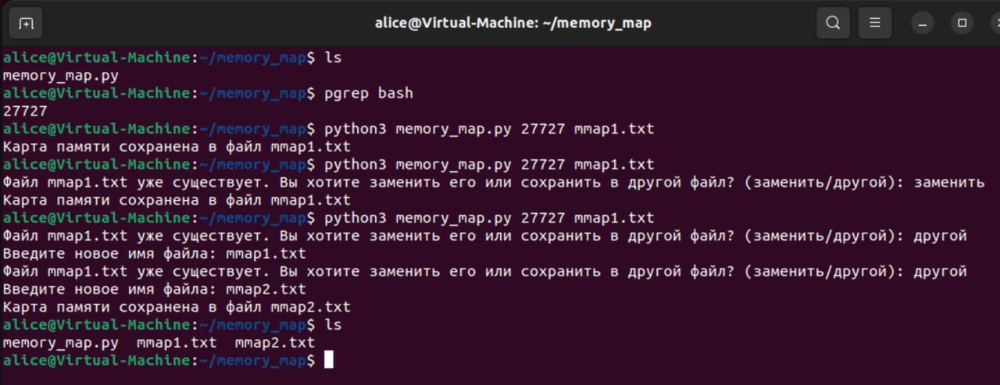 alice@Virtual-Machine: ~/memory_map
alice@Virtual-Machine:~/memory_map$ ls
memory_map.py
alice@Virtual-Machine:~/memory_map$ pgrep bash
27727
alice@Virtual-Machine:~/memory_map$ python3 memory_map.py 27727 mmap1.txt
Карта памяти сохранена в файл mmap1.txt
alice@Virtual-Machine:~/memory_map$ python3 memory_map.py 27727 mmap1.txt
Файл mmap1.txt уже существует. Вы хотите заменить его или сохранить в другой файл? (заменить/другой): заменить
Карта памяти сохранена в файл mmap1.txt
alice@Virtual-Machine:~/memory_map$ python3 memory_map.py 27727 mmap1.txt
Файл mmap1.txt уже существует. Вы хотите заменить его или сохранить в другой файл? (заменить/другой): другой
Введите новое имя файла: mmap1.txt
Файл mmap1.txt уже существует. Вы хотите заменить его или сохранить в другой файл? (заменить/другой): другой
Введите новое имя файла: mmap2.txt
Карта памяти сохранена в файл mmap2.txt
alice@Virtual-Machine:~/memory_map$ ls
memory_map.py  mmap1.txt  mmap2.txt
alice@Virtual-Machine:~/memory_map$